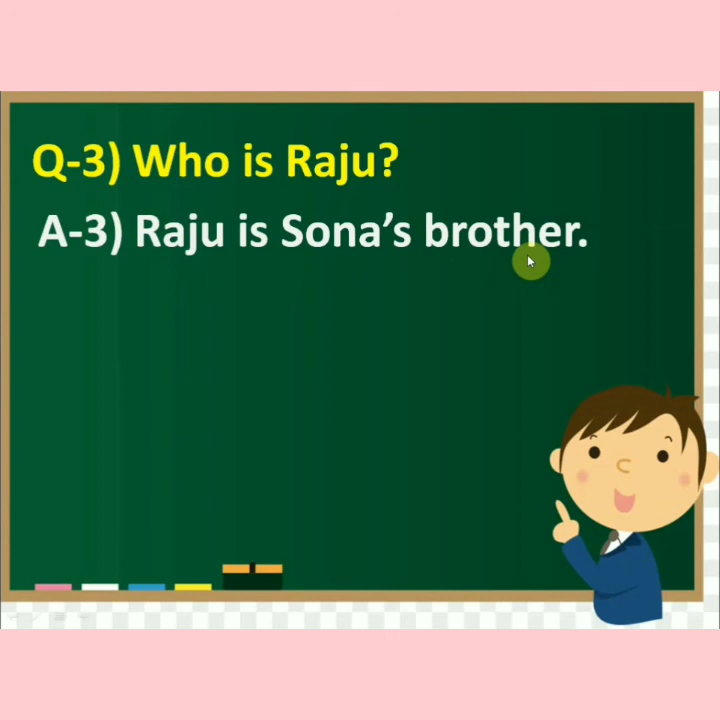 Q-3) Who is Raju?
A-3) Raju is Sona’s brother.